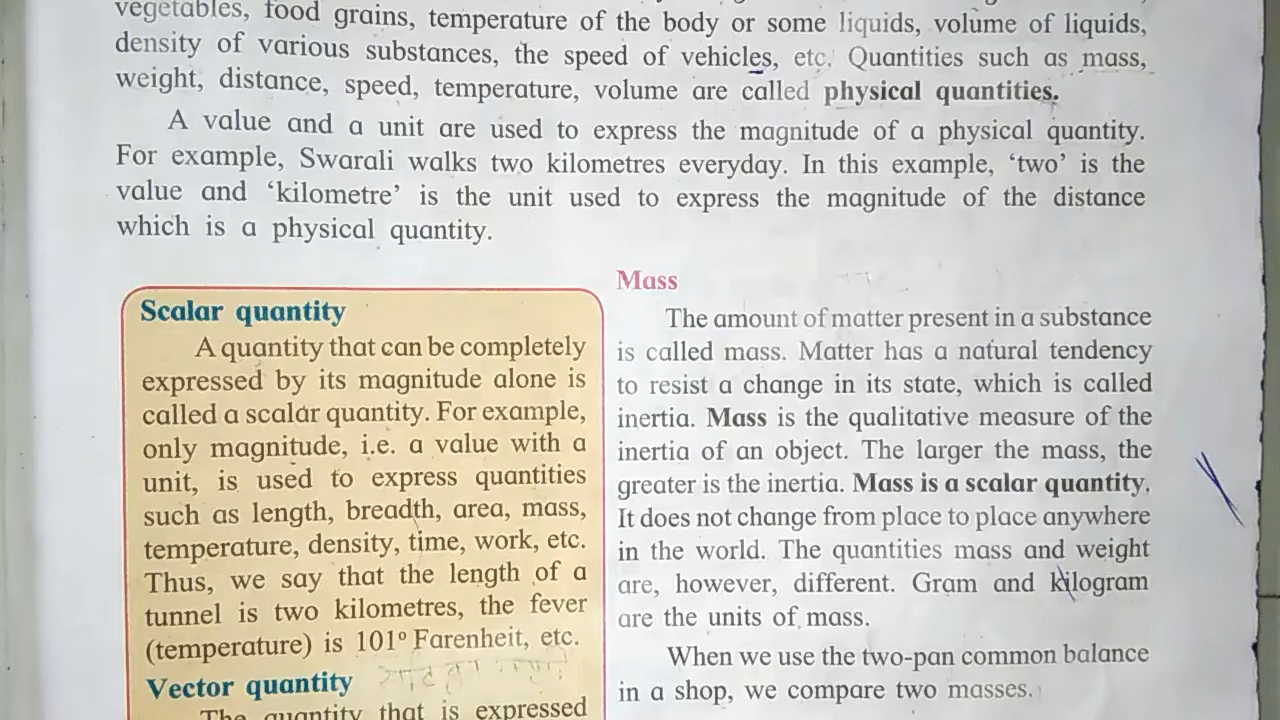 vegetables, food grains, temperature of the body or some liquids, volume of liquids,
density of various substances, the speed of vehicles, etc. Quantities such as mass,
weight, distance, speed, temperature, volume are called physical quantities.
A value and a unit are used to express the magnitude of a physical quantity.
For example, Swarali walks two kilometres everyday. In this example, ‘two’ is the
value and ‘kilometre’ is the unit used to express the magnitude of the distance
which is a physical quantity.
Scalar quantity
A quantity that can be completely
expressed by its magnitude alone is
called a scalar quantity. For example,
only magnitude, i.e. a value with a
unit, is used to express quantities
such as length, breadth, area, mass,
temperature, density, time, work, etc.
Thus, we say that the length of a
tunnel is two kilometres, the fever
(temperature) is 101º Farenheit, etc.
Vector quantity
The quantity that is expressed
Mass
The amount of matter present in a substance
is called mass. Matter has a natural tendency
to resist a change in its state, which is called
inertia. Mass is the qualitative measure of the
inertia of an object. The larger the mass, the
greater is the inertia. Mass is a scalar quantity.
It does not change from place to place anywhere
in the world. The quantities mass and weight
are, however, different. Gram and kilogram
are the units of mass.
When we use the two-pan common balance
in a shop, we compare two masses.